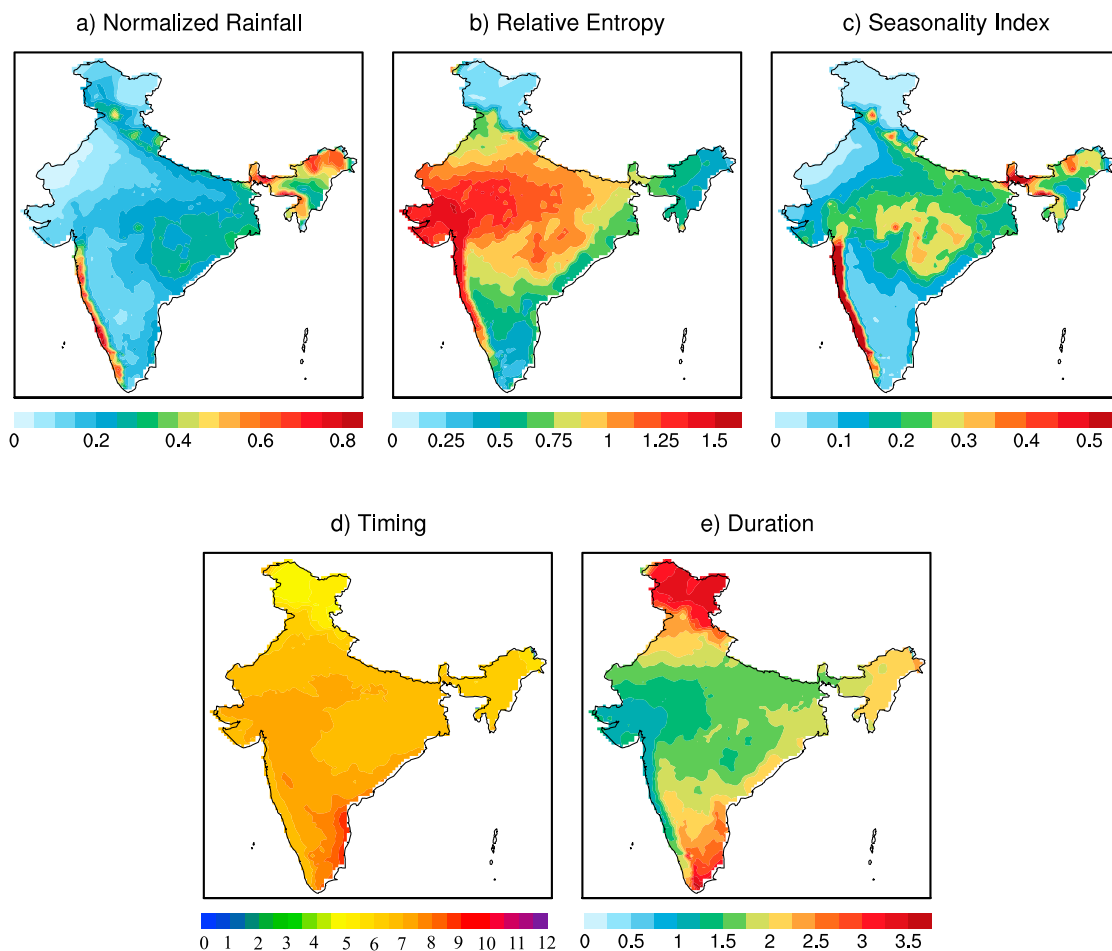 a) Normalized Rainfall
b) Relative Entropy
c) Seasonality Index
0 0.2 0.4 0.6 0.8
0 0.25 0.5 0.75 1 1.25 1.5
0 0.1 0.2 0.3 0.4 0.5
d) Timing
e) Duration
0 1 2 3 4 5 6 7 8 9 10 11 12
0 0.5 1 1.5 2 2.5 3 3.5